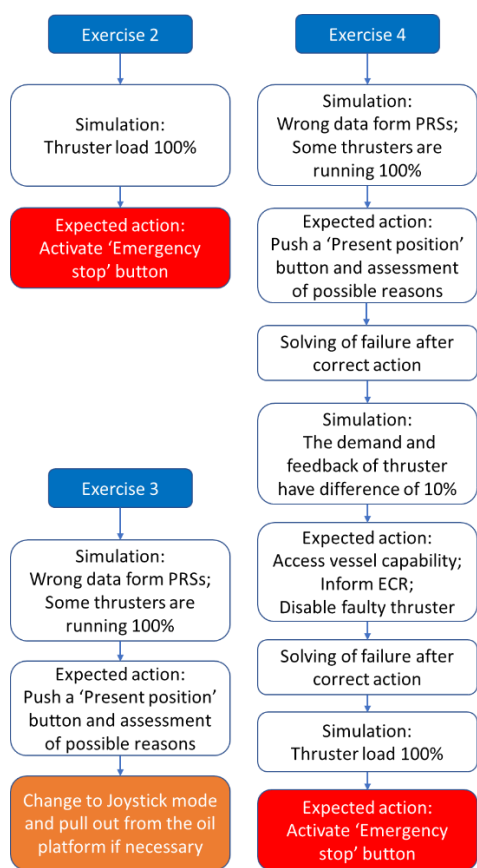 Exercise 2
Simulation:
Thruster load 100%
Expected action:
Activate ‘Emergency
stop’ button
Exercise 3
Simulation:
Wrong data form PRSs;
Some thrusters are
running 100%
Expected action:
Push a ‘Present position’
button and assessment
of possible reasons
Change to Joystick mode
and pull out from the oil
platform if necessary
Exercise 4
Simulation:
Wrong data form PRSs;
Some thrusters are
running 100%
Expected action:
Push a ‘Present position’
button and assessment
of possible reasons
Solving of failure after
correct action
Simulation:
The demand and
feedback of thruster
have difference of 10%
Expected action:
Access vessel capability;
Inform ECR;
Disable faulty thruster
Solving of failure after
correct action
Simulation:
Thruster load 100%
Expected action:
Activate ‘Emergency
stop’ button